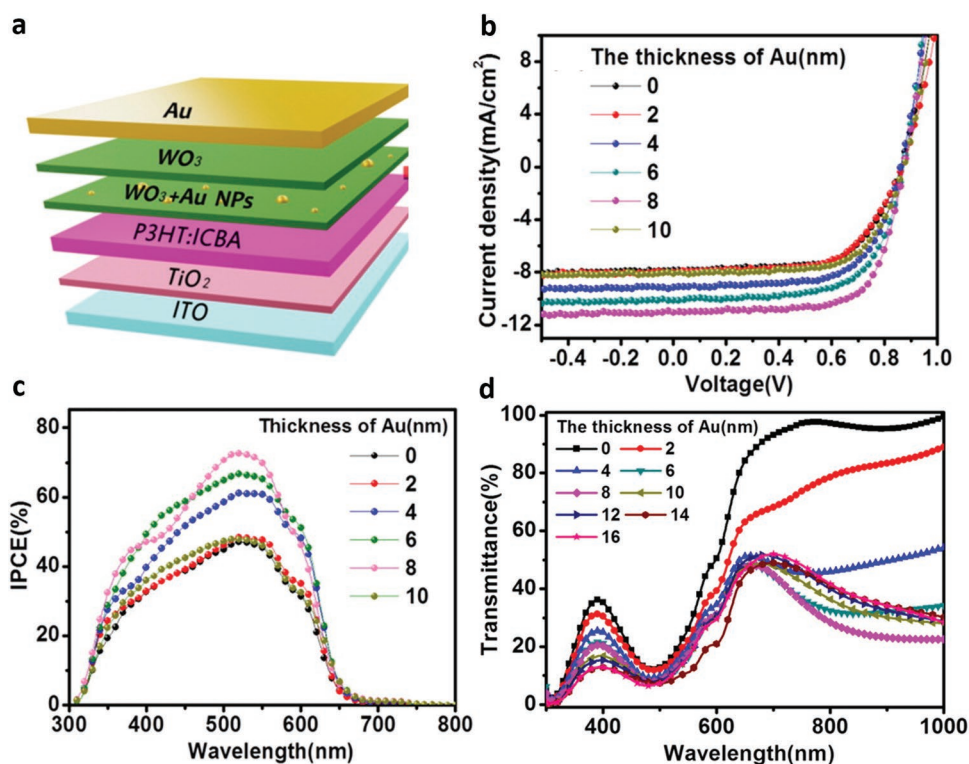 a
Au
WO3
WO3+Au NPs
P3HT:ICBA
TiO2
ITO
b
The thickness of Au(nm)
0
2
4
6
8
10
8
4
0
-4
-8
-12
Current density(mA/cm2)
-0.4 -0.2 0.0 0.2 0.4 0.6 0.8 1.0
Voltage(V)
c
Thickness of Au(nm)
0
2
4
6
8
10
80
60
40
20
0
IPCE(%)
300 400 500 600 700 800
Wavelength(nm)
d
The thickness of Au(nm)
0 2
4 6
8 10
12 14
16
100
80
60
40
20
0
Transmittance(%)
400 600 800 1000
Wavelength(nm)